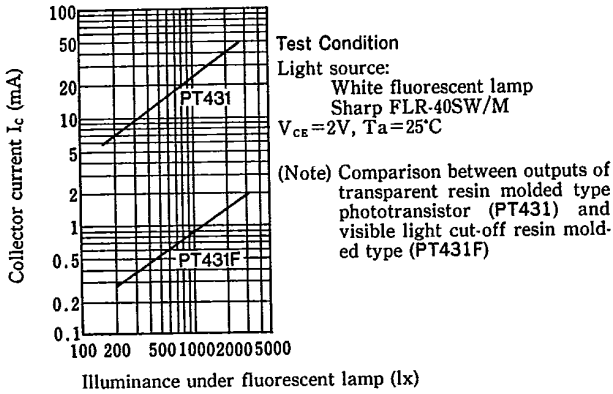 100
50
20
10
5
2
1
0.5
0.2
0.1
Collector current Ic (mA)
PT431
PT431F
100 200 500 1000 2000 5000
Illuminance under fluorescent lamp (lx)
Test Condition
Light source:
White fluorescent lamp
Sharp FLR-40SW/M
VCE=2V, Ta=25°C
(Note) Comparison between outputs of
transparent resin molded type
phototransistor (PT431) and
visible light cut-off resin mold-
ed type (PT431F)